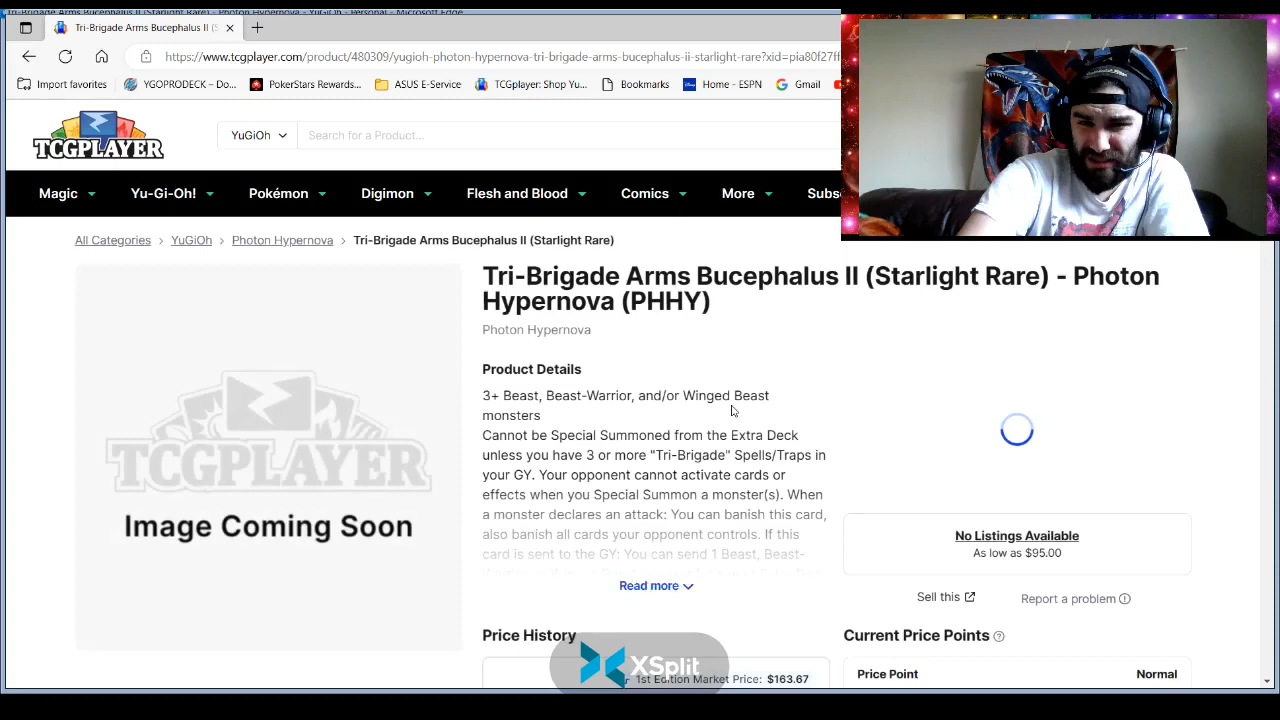 Tri-Brigade Arms Bucephalus II (Starlight Rare) - Photon Hypernova - YuGiOh - Personal - Microsoft Edge
Tri-Brigade Arms Bucephalus II (S
https://www.tcgplayer.com/product/480309/yugioh-photon-hypernova-tri-brigade-arms-bucephalus-ii-starlight-rare?xid=pia80f27ff
Import favorites YGOPRODECK – Do... PokerStarsRewards... ASUS E-Service TCGplayer: Shop Yu... Bookmarks Home - ESPN Gmail
TCGPLAYER
YuGiOh Search for a Product...
Magic Yu-Gi-Oh! Pokémon Digimon Flesh and Blood Comics More Subs
All Categories > YuGiOh > Photon Hypernova > Tri-Brigade Arms Bucephalus II (Starlight Rare)
Tri-Brigade Arms Bucephalus II (Starlight Rare) - Photon
Hypernova (PHHY)
Photon Hypernova
Product Details
3+ Beast, Beast-Warrior, and/or Winged Beast
monsters
Cannot be Special Summoned from the Extra Deck
unless you have 3 or more "Tri-Brigade" Spells/Traps in
your GY. Your opponent cannot activate cards or
effects when you Special Summon a monster(s). When
a monster declares an attack: You can banish this card,
also banish all cards your opponent controls. If this
card is sent to the GY: You can send 1 Beast, Beast-
Read more
TCGPLAYER
Image Coming Soon
No Listings Available
As low as $95.00
Sell this
Report a problem
Price History
1st Edition Market Price: $163.67
Current Price Points
Price Point Normal
XSplit